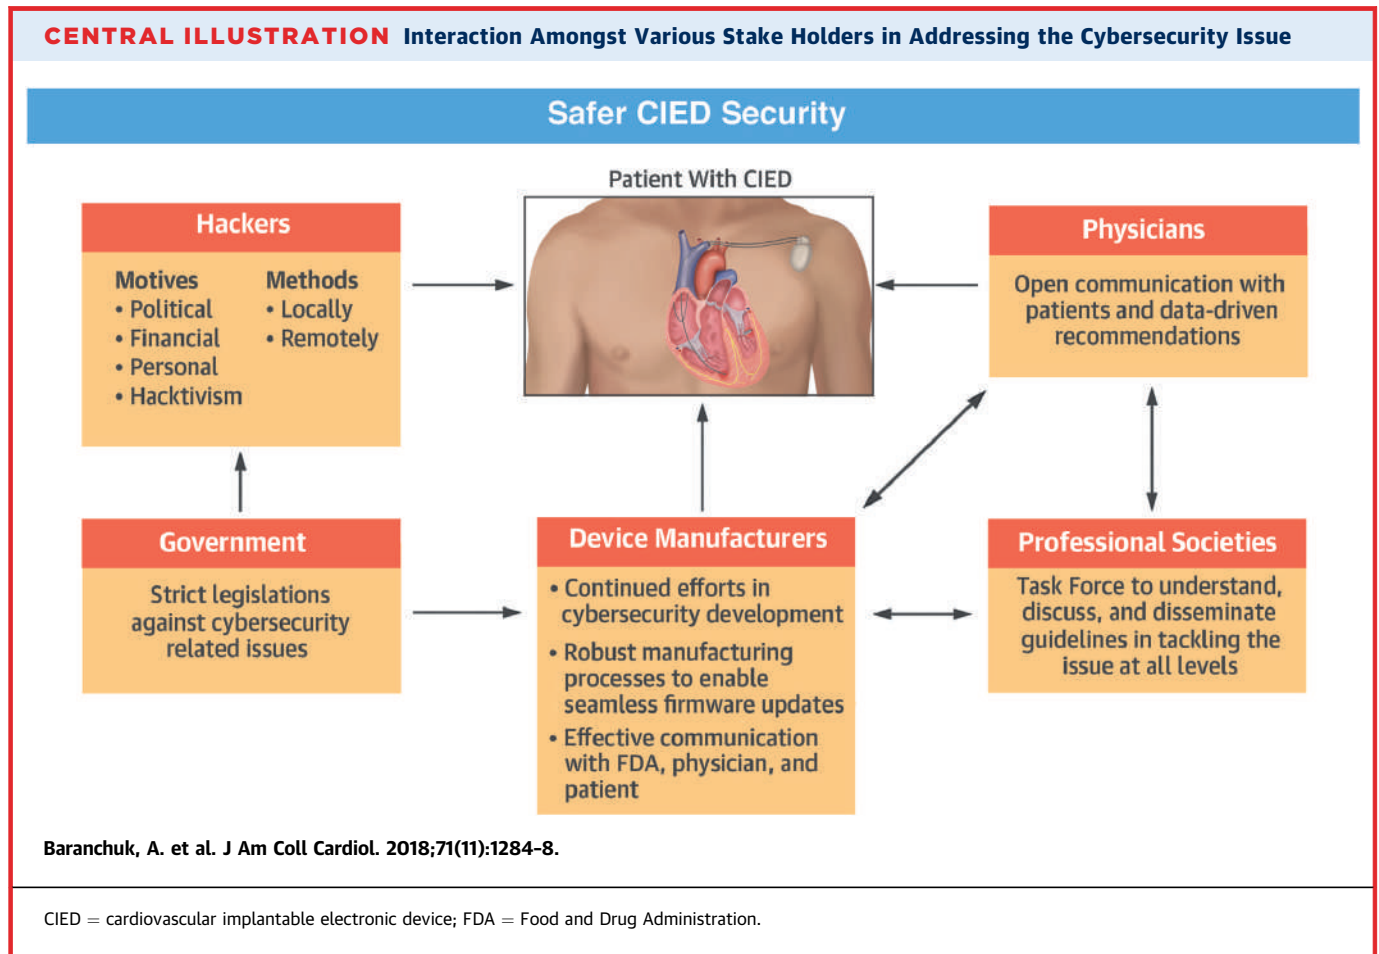 CENTRAL ILLUSTRATION Interaction Amongst Various Stake Holders in Addressing the Cybersecurity Issue
Safer CIED Security
Patient With CIED
Hackers
Motives
• Political
• Financial
• Personal
• Hacktivism
Methods
• Locally
• Remotely
Physicians
Open communication with
patients and data-driven
recommendations
Government
Strict legislations
against cybersecurity
related issues
Device Manufacturers
• Continued efforts in
cybersecurity development
• Robust manufacturing
processes to enable
seamless firmware updates
• Effective communication
with FDA, physician, and
patient
Professional Societies
Task Force to understand,
discuss, and disseminate
guidelines in tackling the
issue at all levels
Baranchuk, A. et al. J Am Coll Cardiol. 2018;71(11):1284–8.
CIED = cardiovascular implantable electronic device; FDA = Food and Drug Administration.